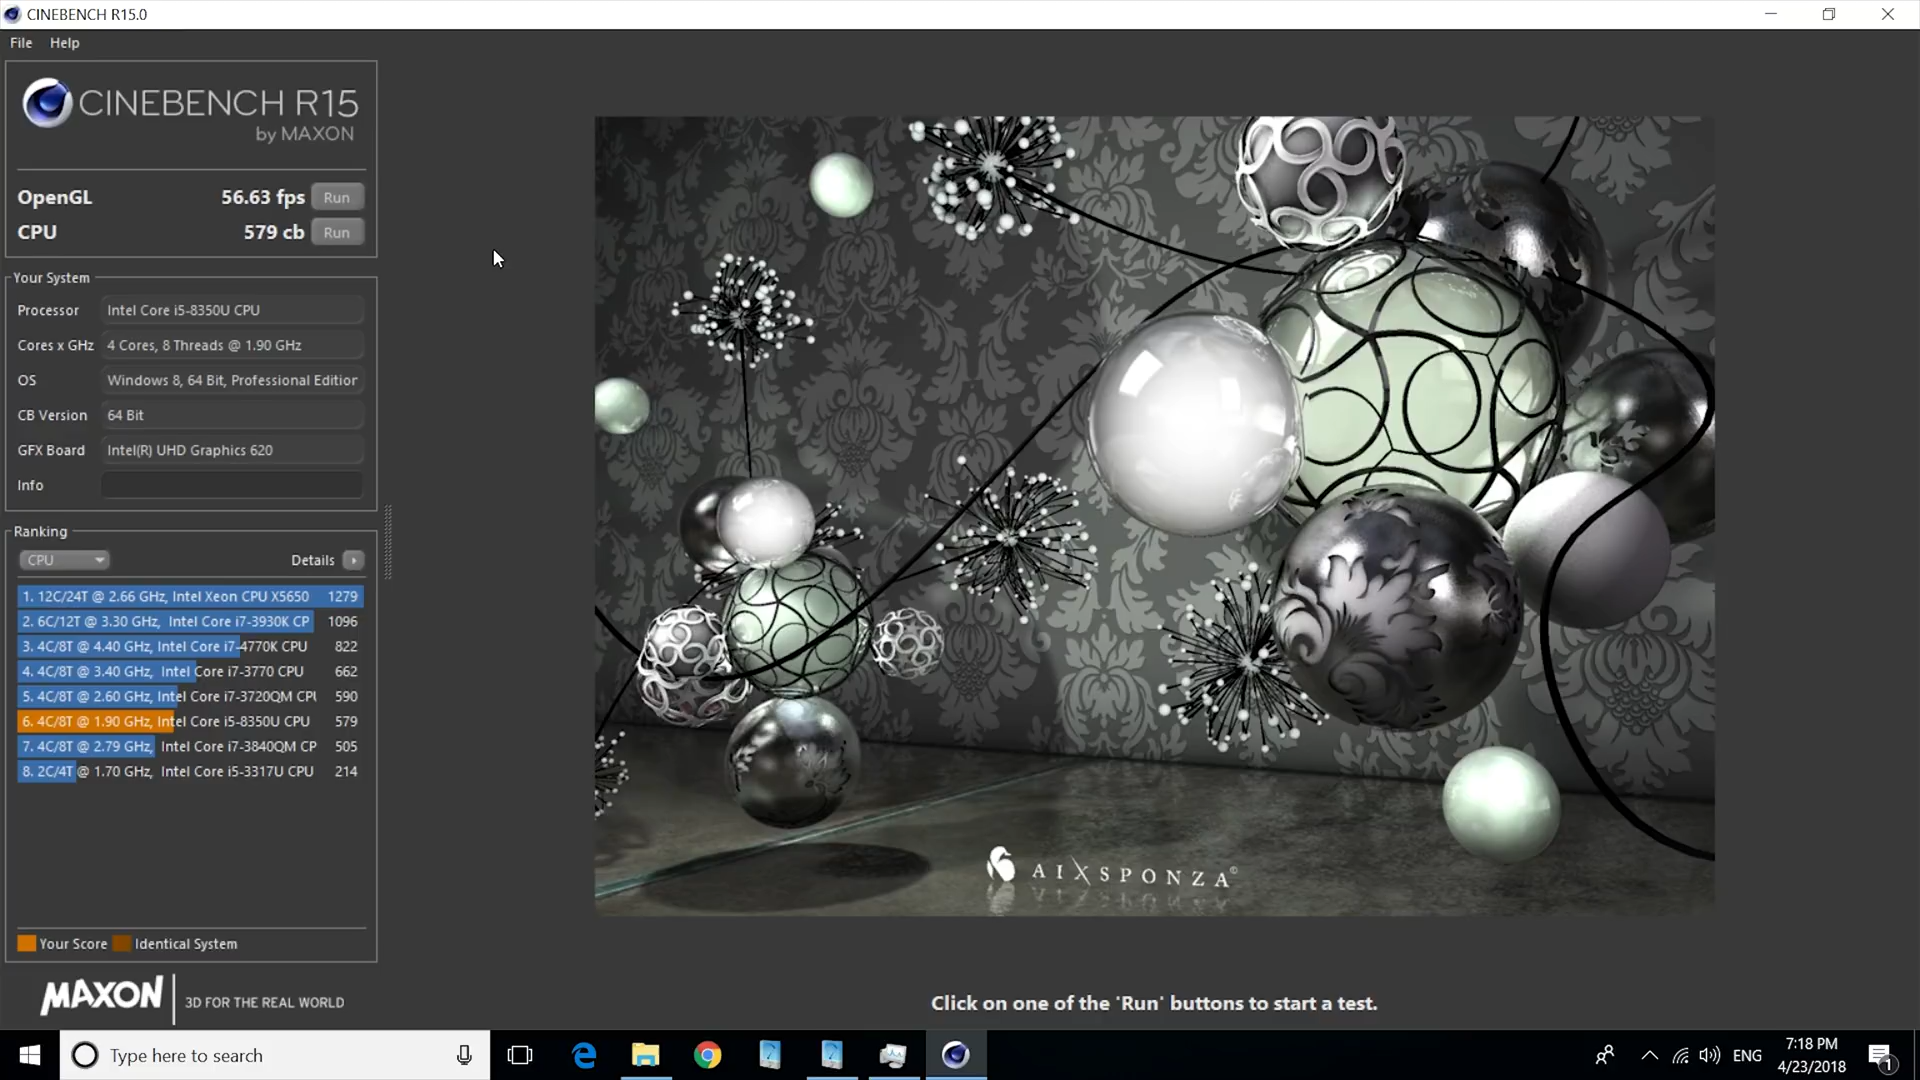 CINEBENCH R15.0
File Help
CINEBENCH R15
by MAXON
OpenGL 56.63 fps Run
CPU 579 cb Run
Your System
Processor Intel Core i5-8350U CPU
Cores x GHz 4 Cores, 8 Threads @ 1.90 GHz
OS Windows 8, 64 Bit, Professional Editior
CB Version 64 Bit
GFX Board Intel(R) UHD Graphics 620
Info
Ranking
CPU Details
1. 12C/24T @ 2.66 GHz, Intel Xeon CPU X5650 1279
2. 6C/12T @ 3.30 GHz, Intel Core i7-3930K CP 1096
3. 4C/8T @ 4.40 GHz, Intel Core i7-4770K CPU 822
4. 4C/8T @ 3.40 GHz, Intel Core i7-3770 CPU 662
5. 4C/8T @ 2.60 GHz, Intel Core i7-3720QM CPU 590
6. 4C/8T @ 1.90 GHz, Intel Core i5-8350U CPU 579
7. 4C/8T @ 2.79 GHz, Intel Core i7-3840QM CP 505
8. 2C/4T @ 1.70 GHz, Intel Core i5-3317U CPU 214
Your Score Identical System
MAXON 3D FOR THE REAL WORLD
AIXSPONZA©
Click on one of the 'Run' buttons to start a test.
Type here to search
ENG
7:18 PM
4/23/2018
1